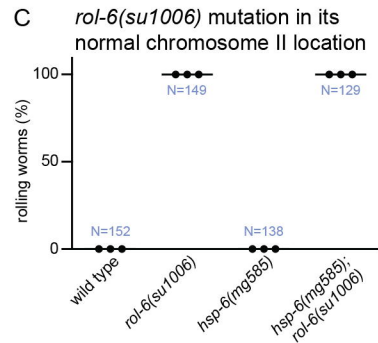 C rol-6(su1006) mutation in its
normal chromosome II location
rolling worms (%)
100
50
0
N=152
N=149
N=138
N=129
wild type
rol-6(su1006)
hsp-6(mg585)
hsp-6(mg585);
rol-6(su1006)